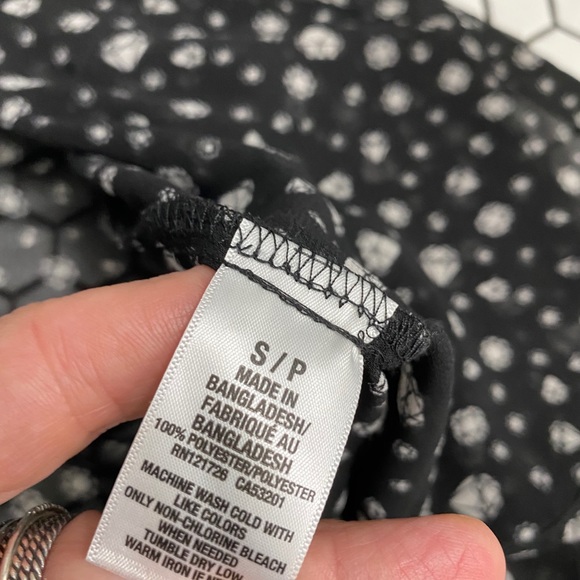 S / P
MADE IN
BANGLADESH/
FABRIQUÉ AU
BANGLADESH
100% POLYESTER/POLYESTER
RN121726 CA53201
MACHINE WASH COLD WITH
LIKE COLORS
ONLY NON-CHLORINE BLEACH
WHEN NEEDED
TUMBLE DRY LOW
WARM IRON IF